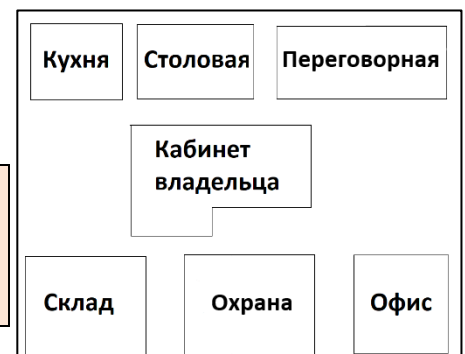 Кухня
Столовая
Переговорная
Кабинет
владельца
Склад
Охрана
Офис